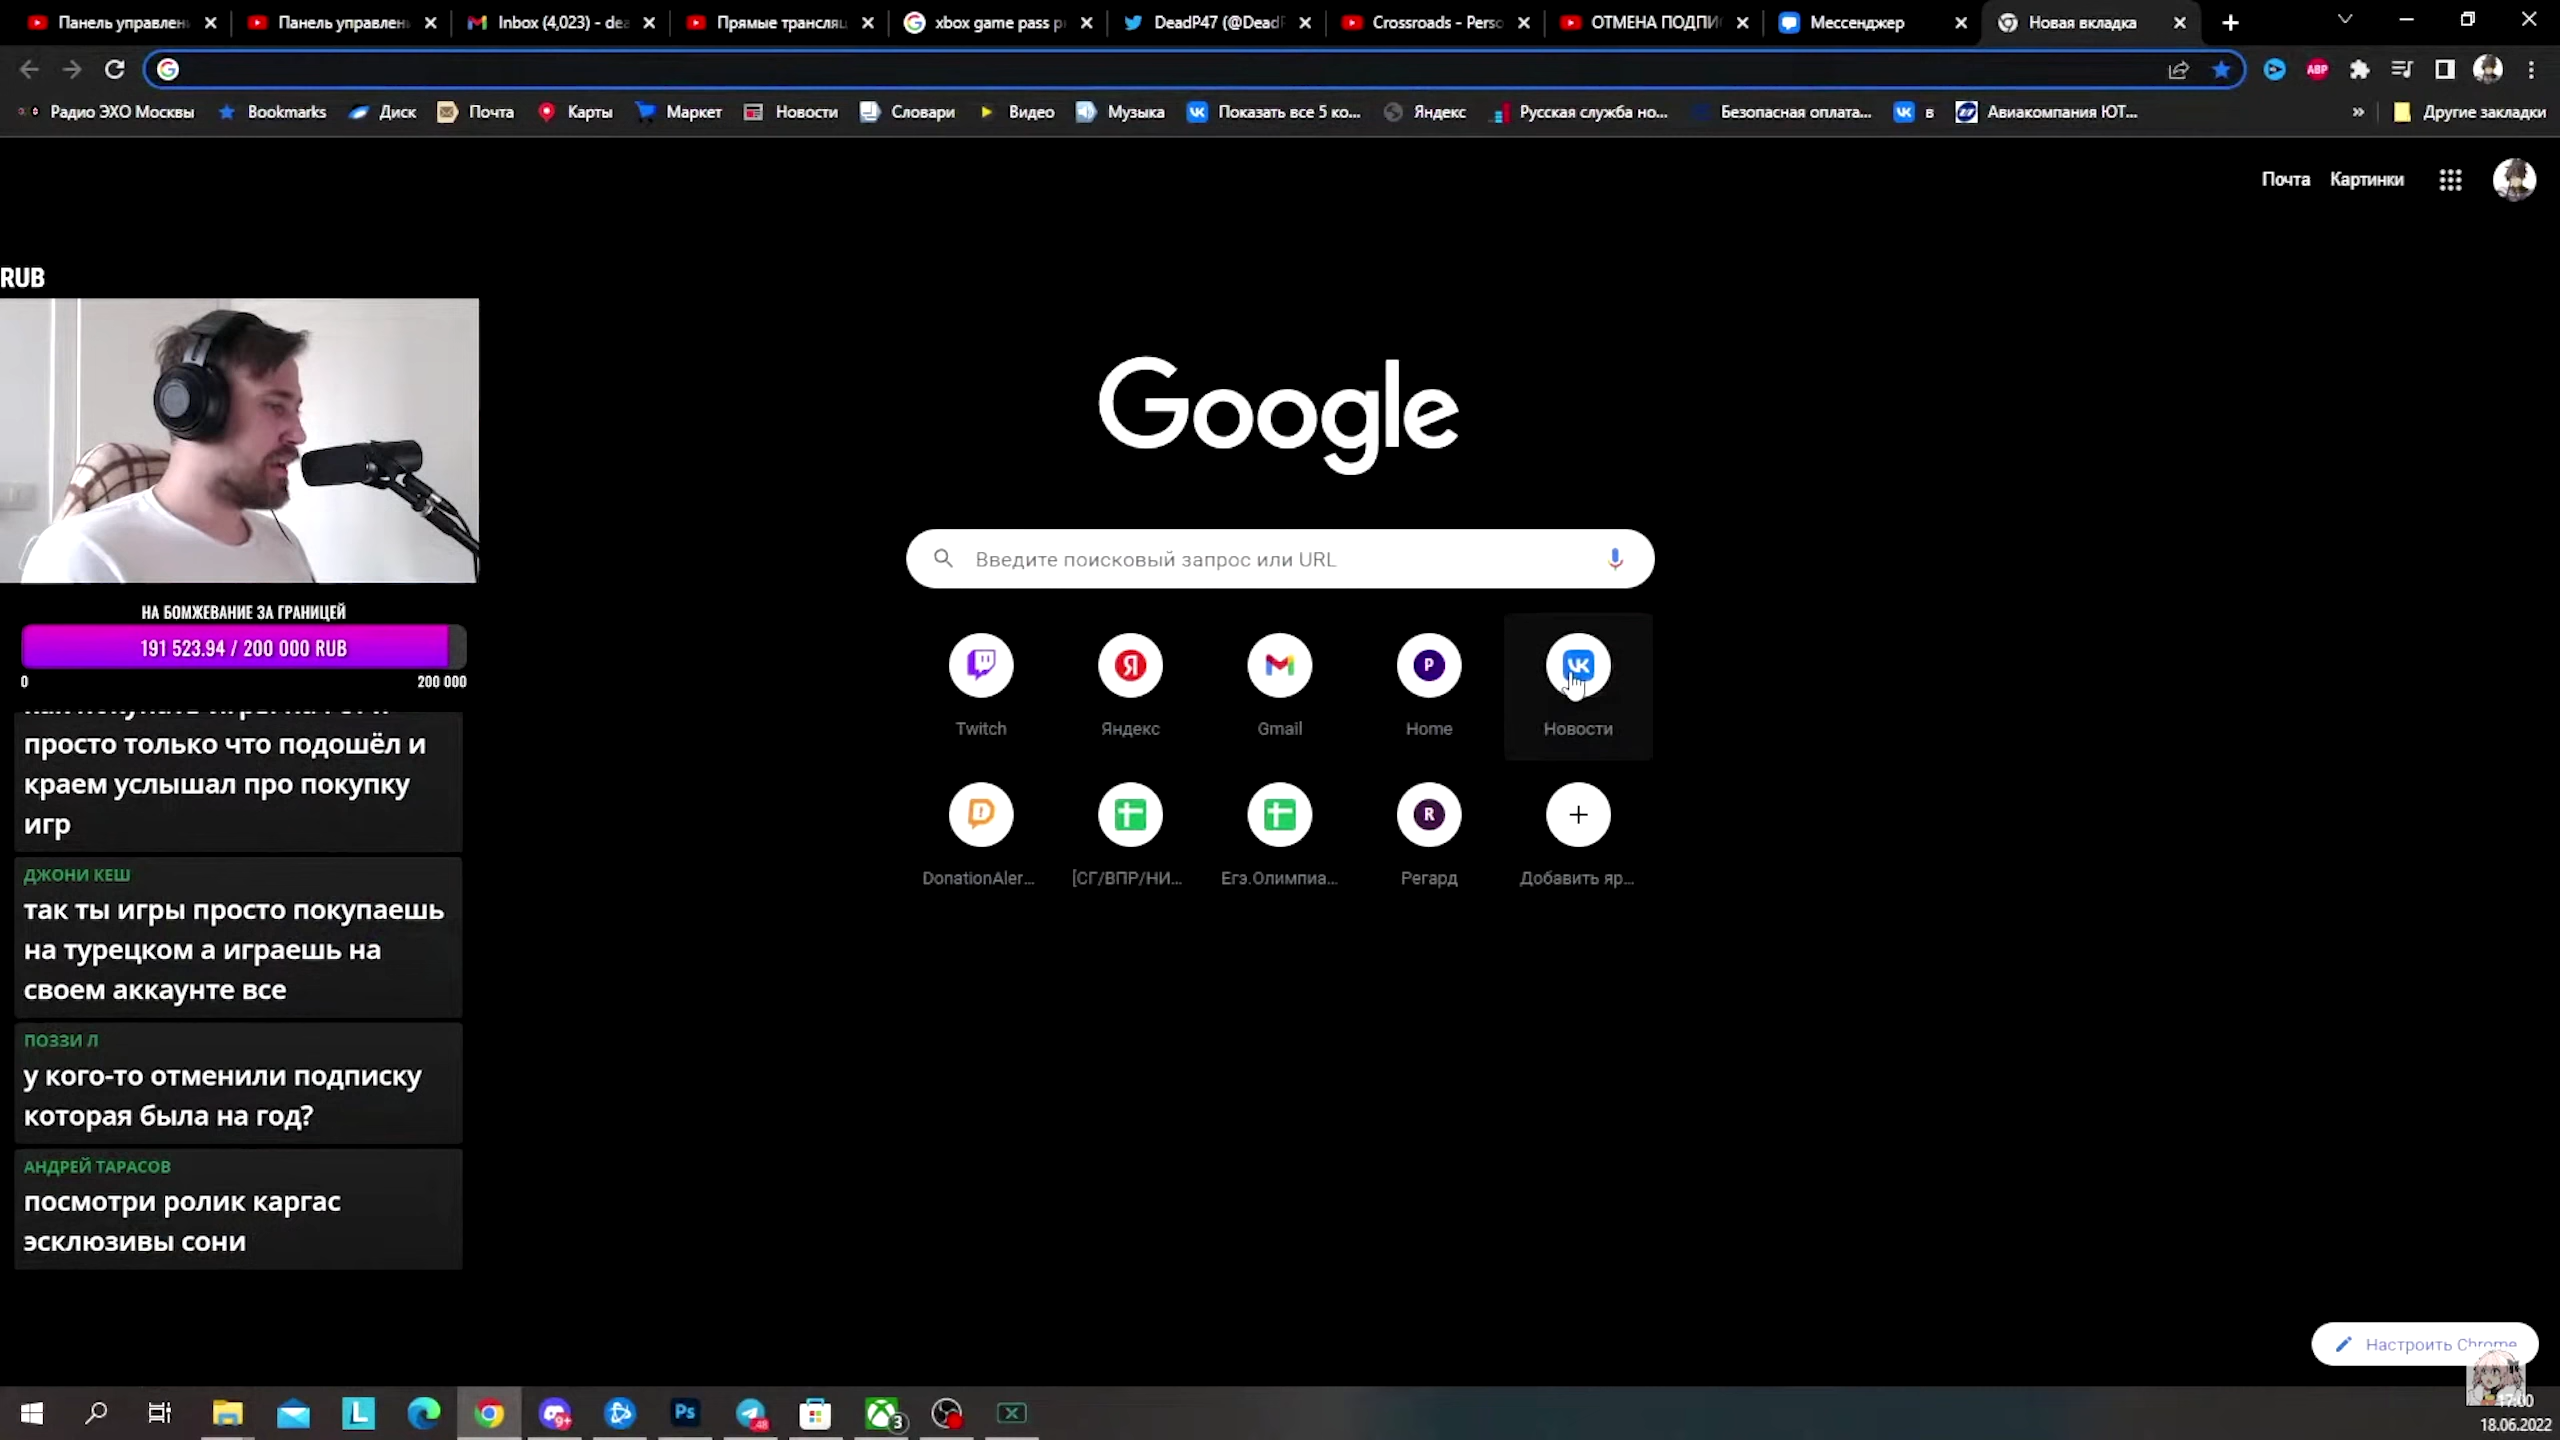 Панель управлен
Панель управлен
Inbox (4,023) - dea
Прямые трансляц
xbox game pass p
DeadP47 (@Dead
Crossroads - Perso
ОТМЕНА ПОДПИ
Мессенджер
Новая вкладка
Радио ЭХО Москвы
Bookmarks
Диск
Почта
Карты
Маркет
Новости
Словари
Видео
Музыка
Показать все 5 ко...
Яндекс
Русская служба но...
Безопасная оплата...
в
Авиакомпания ЮТ...
Другие закладки
Почта
Картинки
RUB
Google
Введите поисковый запрос или URL
Twitch
Яндекс
Gmail
Home
Новости
DonationAler...
[СГ/ВПР/НИ...
Егэ.Олимпиа...
Регард
Добавить яр...
НА БОМЖЕВАНИЕ ЗА ГРАНИЦЕЙ
191 523.94 / 200 000 RUB
0
200 000
просто только что подошёл и
краем услышал про покупку
игр
ДЖОНИ КЕШ
так ты игры просто покупаешь
на турецком а играешь на
своем аккаунте все
ПОЗЗИ Л
у кого-то отменили подписку
которая была на год?
АНДРЕЙ ТАРАСОВ
посмотри ролик каргас
эсклюзивы сони
Настроить Chrome
17:00
18.06.2022